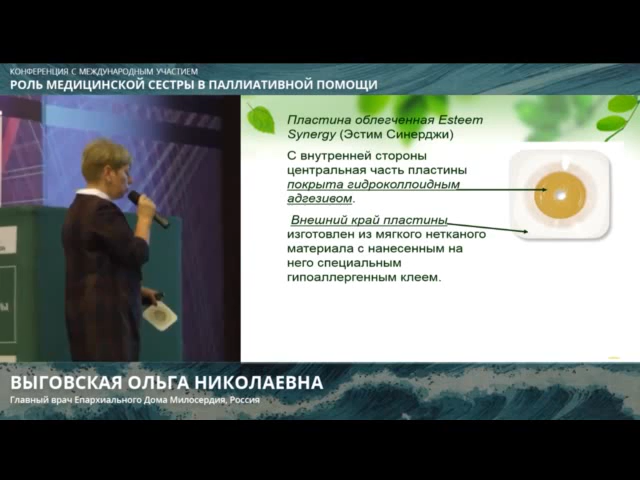 КОНФЕРЕНЦИЯ С МЕЖДУНАРОДНЫМ УЧАСТИЕМ
РОЛЬ МЕДИЦИНСКОЙ СЕСТРЫ В ПАЛЛИАТИВНОЙ ПОМОЩИ
Пластина облегченная Esteem
Synergy (Эстим Синерджи)
С внутренней стороны
центральная часть пластины
покрыта гидроколлоидным
адгезивом.
Внешний край пластины
изготовлен из мягкого нетканого
материала с нанесенным на
него специальным
гипоаллергенным клеем.
ВЫГОВСКАЯ ОЛЬГА НИКОЛАЕВНА
Главный врач Епархиального Дома Милосердия, Россия